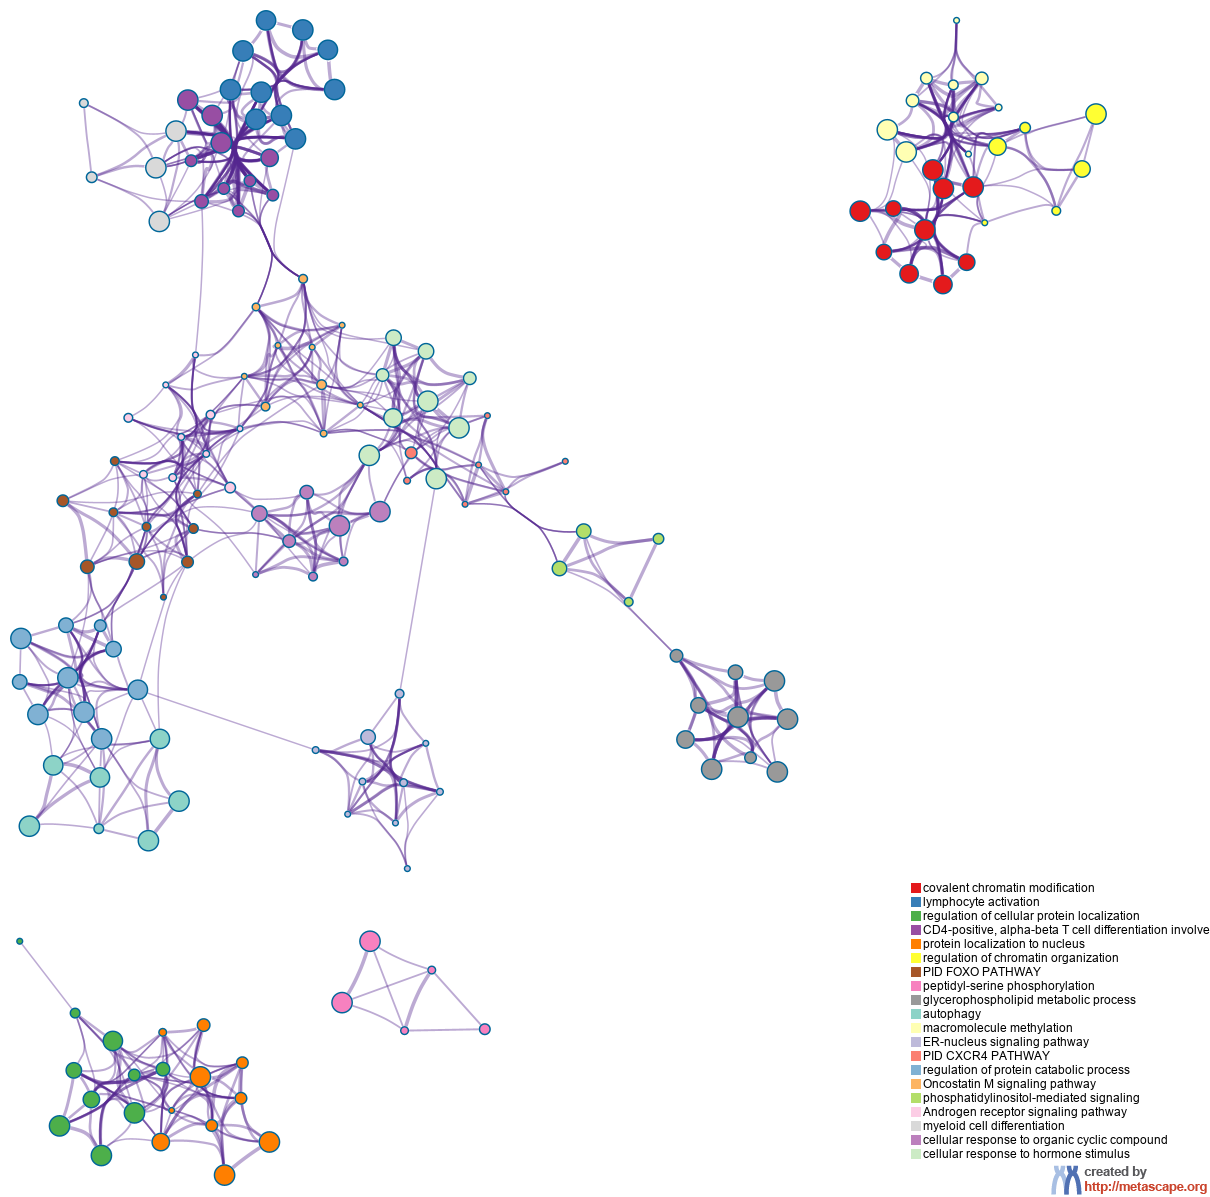 covalent chromatin modification
lymphocyte activation
regulation of cellular protein localization
CD4-positive, alpha-beta T cell differentiation involve
protein localization to nucleus
regulation of chromatin organization
PID FOXO PATHWAY
peptidyl-serine phosphorylation
glycerophospholipid metabolic process
autophagy
macromolecule methylation
ER-nucleus signaling pathway
PID CXCR4 PATHWAY
regulation of protein catabolic process
Oncostatin M signaling pathway
phosphatidylinositol-mediated signaling
Androgen receptor signaling pathway
myeloid cell differentiation
cellular response to organic cyclic compound
cellular response to hormone stimulus
created by
http://metascape.org